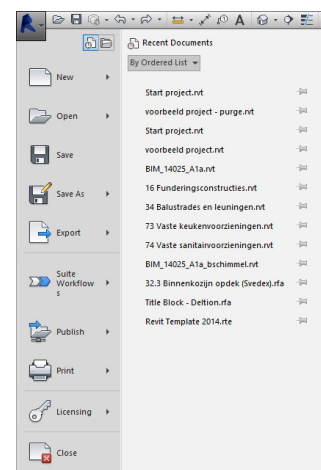 Recent Documents
By Ordered List
New
Open
Save
Save As
Export
Suite
Workflow
s
Publish
Print
Licensing
Close
Start project.rvt
voorbeeld project - purge.rvt
Start project.rvt
voorbeeld project.rvt
BIM_14025_A1a.rvt
16 Funderingsconstructies.rvt
34 Balustrades en leuningen.rvt
73 Vaste keukenvoorzieningen.rvt
74 Vaste sanitairvoorzieningen.rvt
BIM_14025_A1a_bschimmel.rvt
32.3 Binnenkozijn opdek (Svedex).rfa
Title Block - Deltion.rfa
Revit Template 2014.rte